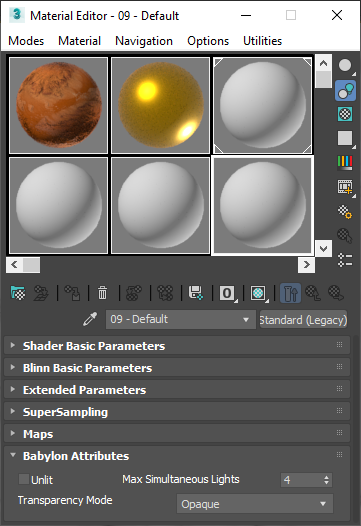 3 Material Editor - 09 - Default
Modes Material Navigation Options Utilities
0
09 - Default Standard (Legacy)
Shader Basic Parameters
Blinn Basic Parameters
Extended Parameters
SuperSampling
Maps
Babylon Attributes
Unlit Max Simultaneous Lights 4
Transparency Mode Opaque